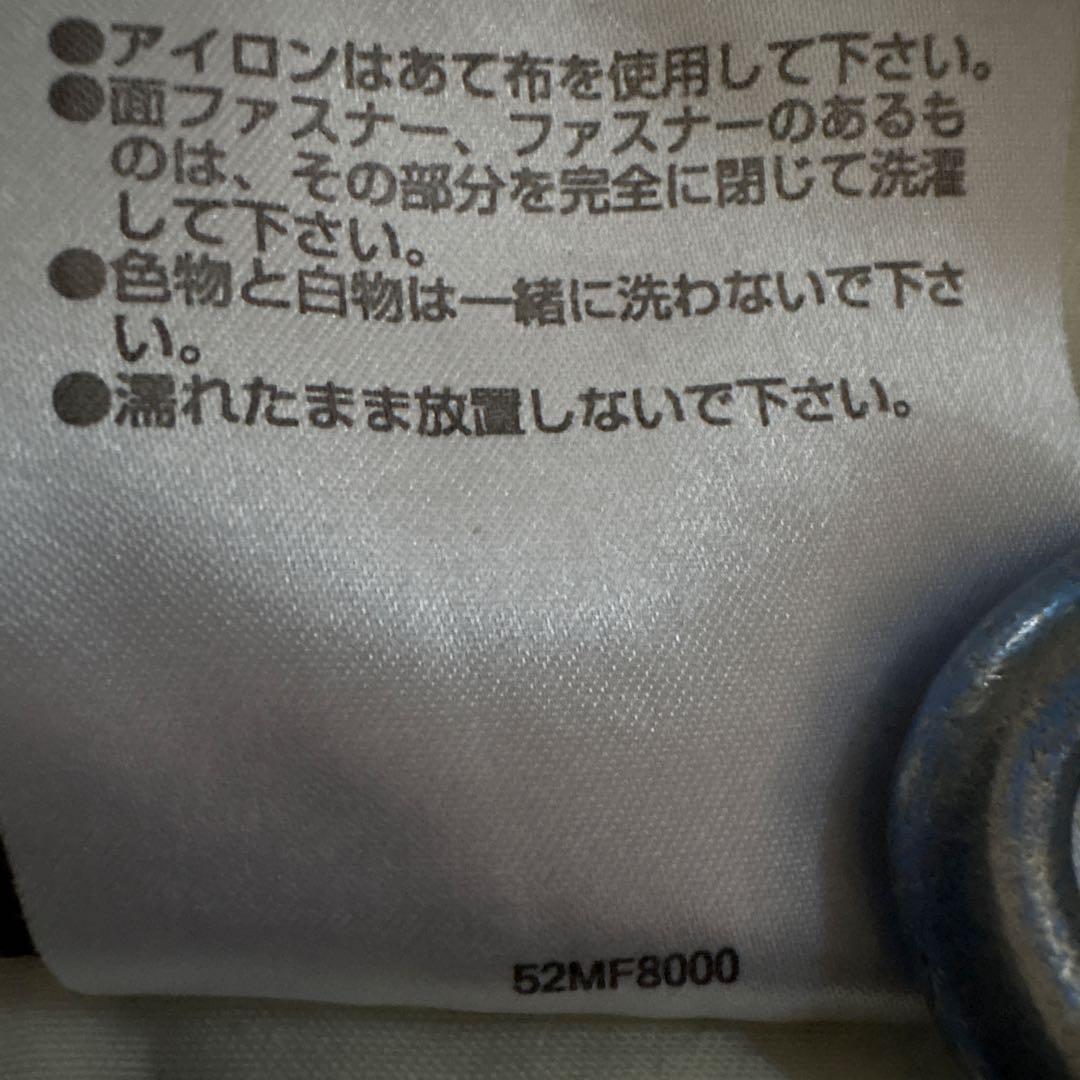 ●アイロンはあて布を使用して下さい。
●面ファスナー、ファスナーのあるも
のは、その部分を完全に閉じて洗濯
して下さい。
●色物と白物は一緒に洗わないで下さ
い。
●濡れたまま放置しないで下さい。
52MF8000